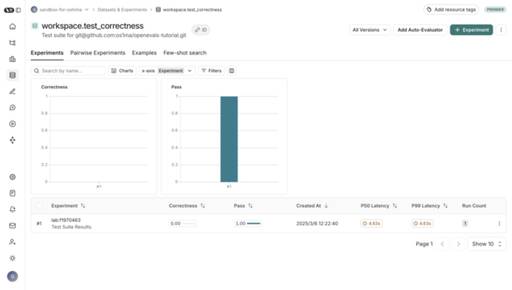 sandbox-for-oshima
Datasets & Experiments
workspace.test_correctness
Add resource tags
workspace.test_correctness
ID
Test suite for git@github.com:os1ma/openevals-tutorial.git
All Versions
Add Auto-Evaluator
+ Experiment
Experiments
Pairwise Experiments
Examples
Few-shot search
Search by name...
Charts
x-axis
Experiment
Filters
Correctness
1
0.8
0.6
0.4
0.2
0
#1
Pass
1
0.8
0.6
0.4
0.2
0
#1
Experiment
Correctness
Pass
Created At
P50 Latency
P99 Latency
Run Count
#1
Test Suite Results
0.00
1.00
2025/3/6 12:22:40
4.63s
4.63s
1
Page 1
Show 10